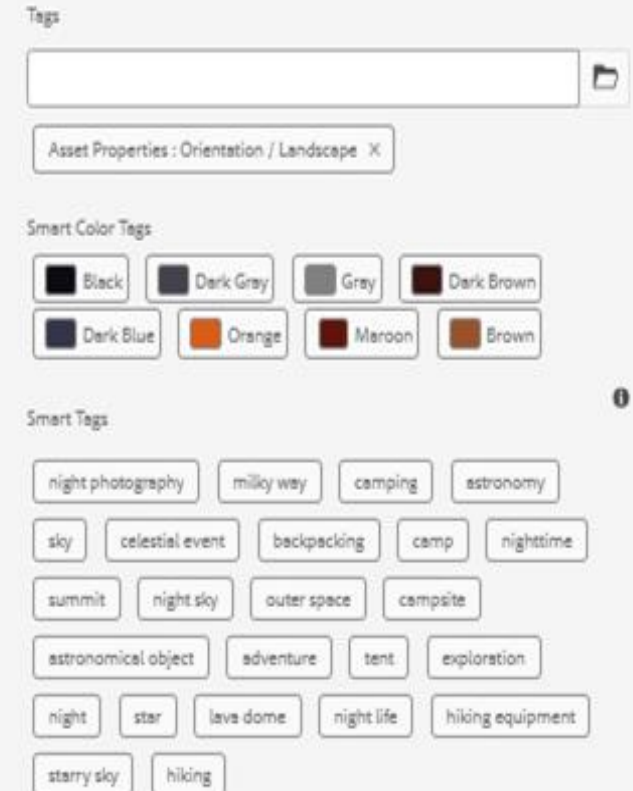 Tags
Asset Properties : Orientation / Landscape ×
Smart Color Tags
Black Dark Gray Gray Dark Brown
Dark Blue Orange Maroon Brown
Smart Tags
night photography milky way camping astronomy
sky celestial event backpacking camp nighttime
summit night sky outer space campsite
astronomical object adventure tent exploration
night star lava dome night life hiking equipment
starry sky hiking